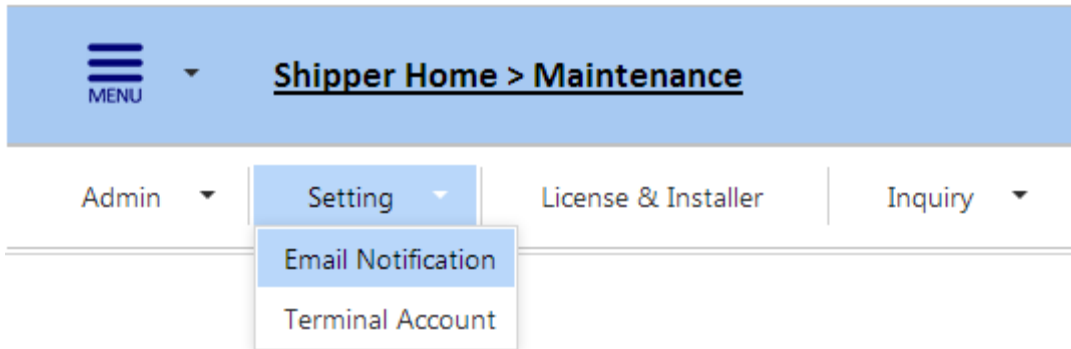 MENU
Shipper Home > Maintenance
Admin Setting License & Installer Inquiry
Email Notification
Terminal Account